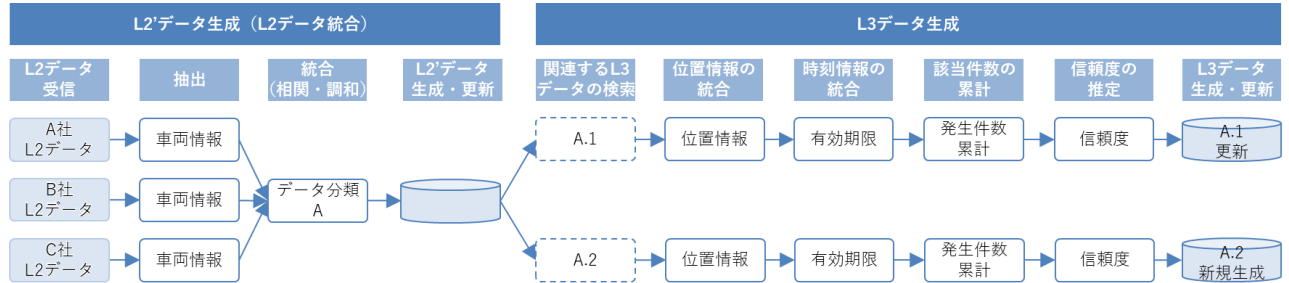 L2’データ生成（L2データ統合）
L3データ生成
L2データ
受信
抽出
統合
（相関・調和）
L2’データ
生成・更新
関連するL3
データの検索
位置情報の
統合
時刻情報の
統合
該当件数の
累計
信頼度の
推定
L3データ
生成・更新
A社
L2データ
車両情報
A.1
位置情報
有効期限
発生件数
累計
信頼度
A.1
更新
B社
L2データ
車両情報
データ分類
A
C社
L2データ
車両情報
A.2
位置情報
有効期限
発生件数
累計
信頼度
A.2
新規生成